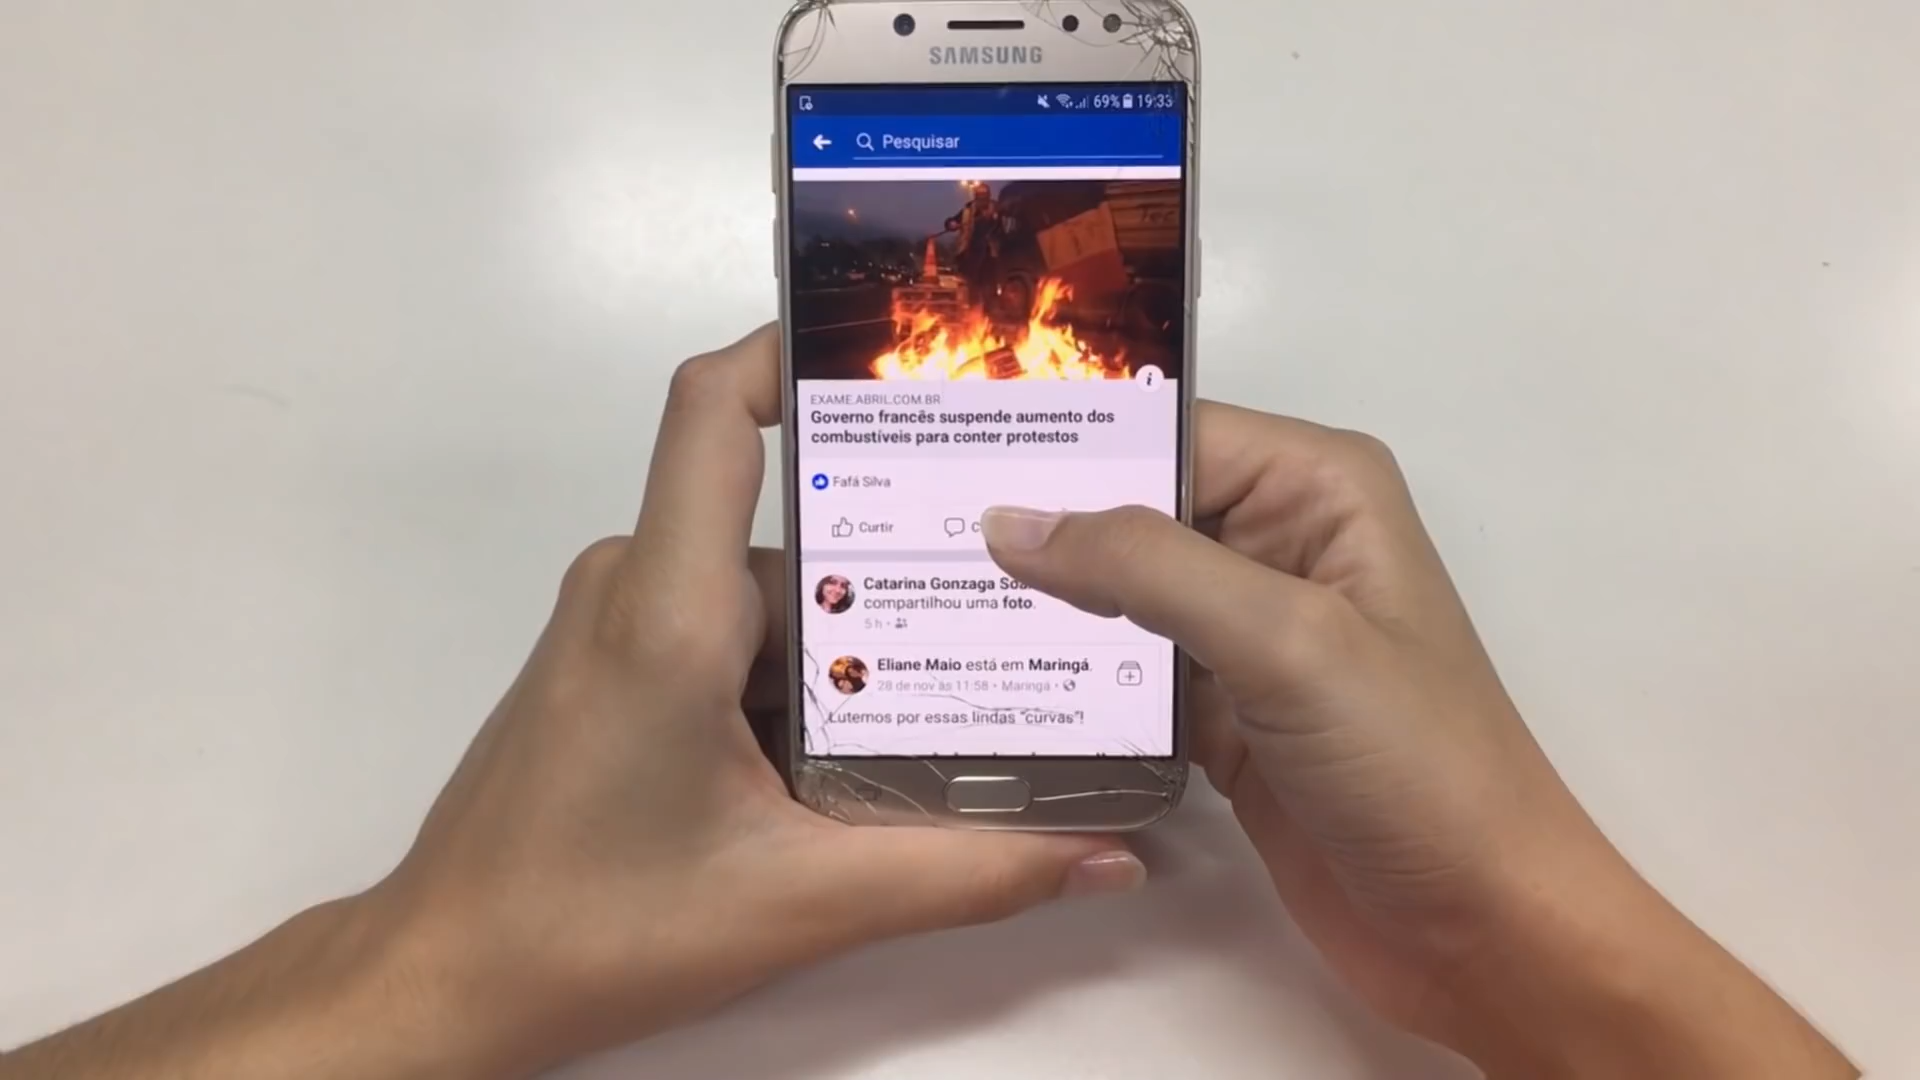 SAMSUNG
69% 19:33
Pesquisar
EXAME.ABRIL.COM.BR
Governo francês suspende aumento dos
combustíveis para conter protestos
Fafá Silva
Curtir
Catarina Gonzaga
compartilhou uma foto.
5 h
Eliane Maio está em Maringá.
28 de nov às 11:58 • Maringá
Lutemos por essas lindas "curvas"!